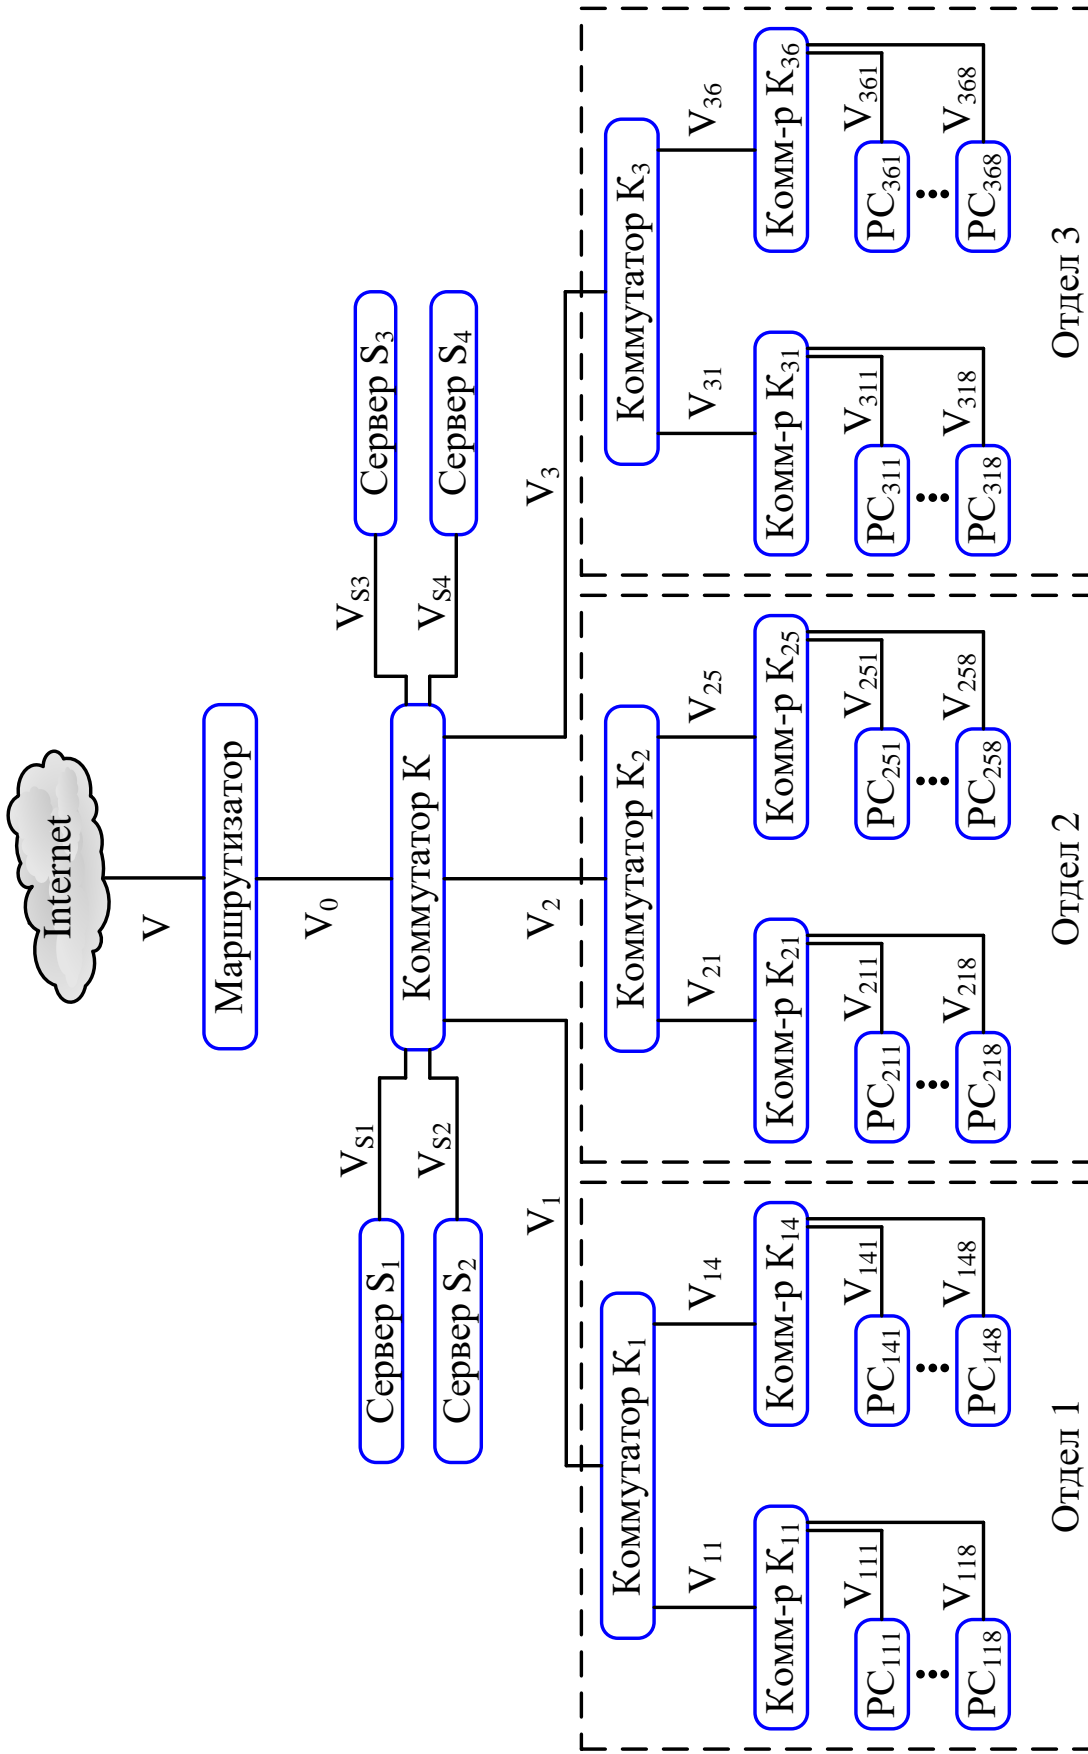 Internet
V
Маршрутизатор
V0
Сервер S1
VS1
Сервер S2
VS2
Коммутатор К
VS3
Сервер S3
VS4
Сервер S4
V1
V2
V3
Коммутатор К1
V11
V14
Комм-р К11
Комм-р К14
PC111
V111
PC118
V118
PC141
V141
PC148
V148
Отдел 1
Коммутатор К2
V21
V25
Комм-р К21
Комм-р К25
PC211
V211
PC218
V218
PC251
V251
PC258
V258
Отдел 2
Коммутатор К3
V31
V36
Комм-р К31
Комм-р К36
PC311
V311
PC318
V318
PC361
V361
PC368
V368
Отдел 3